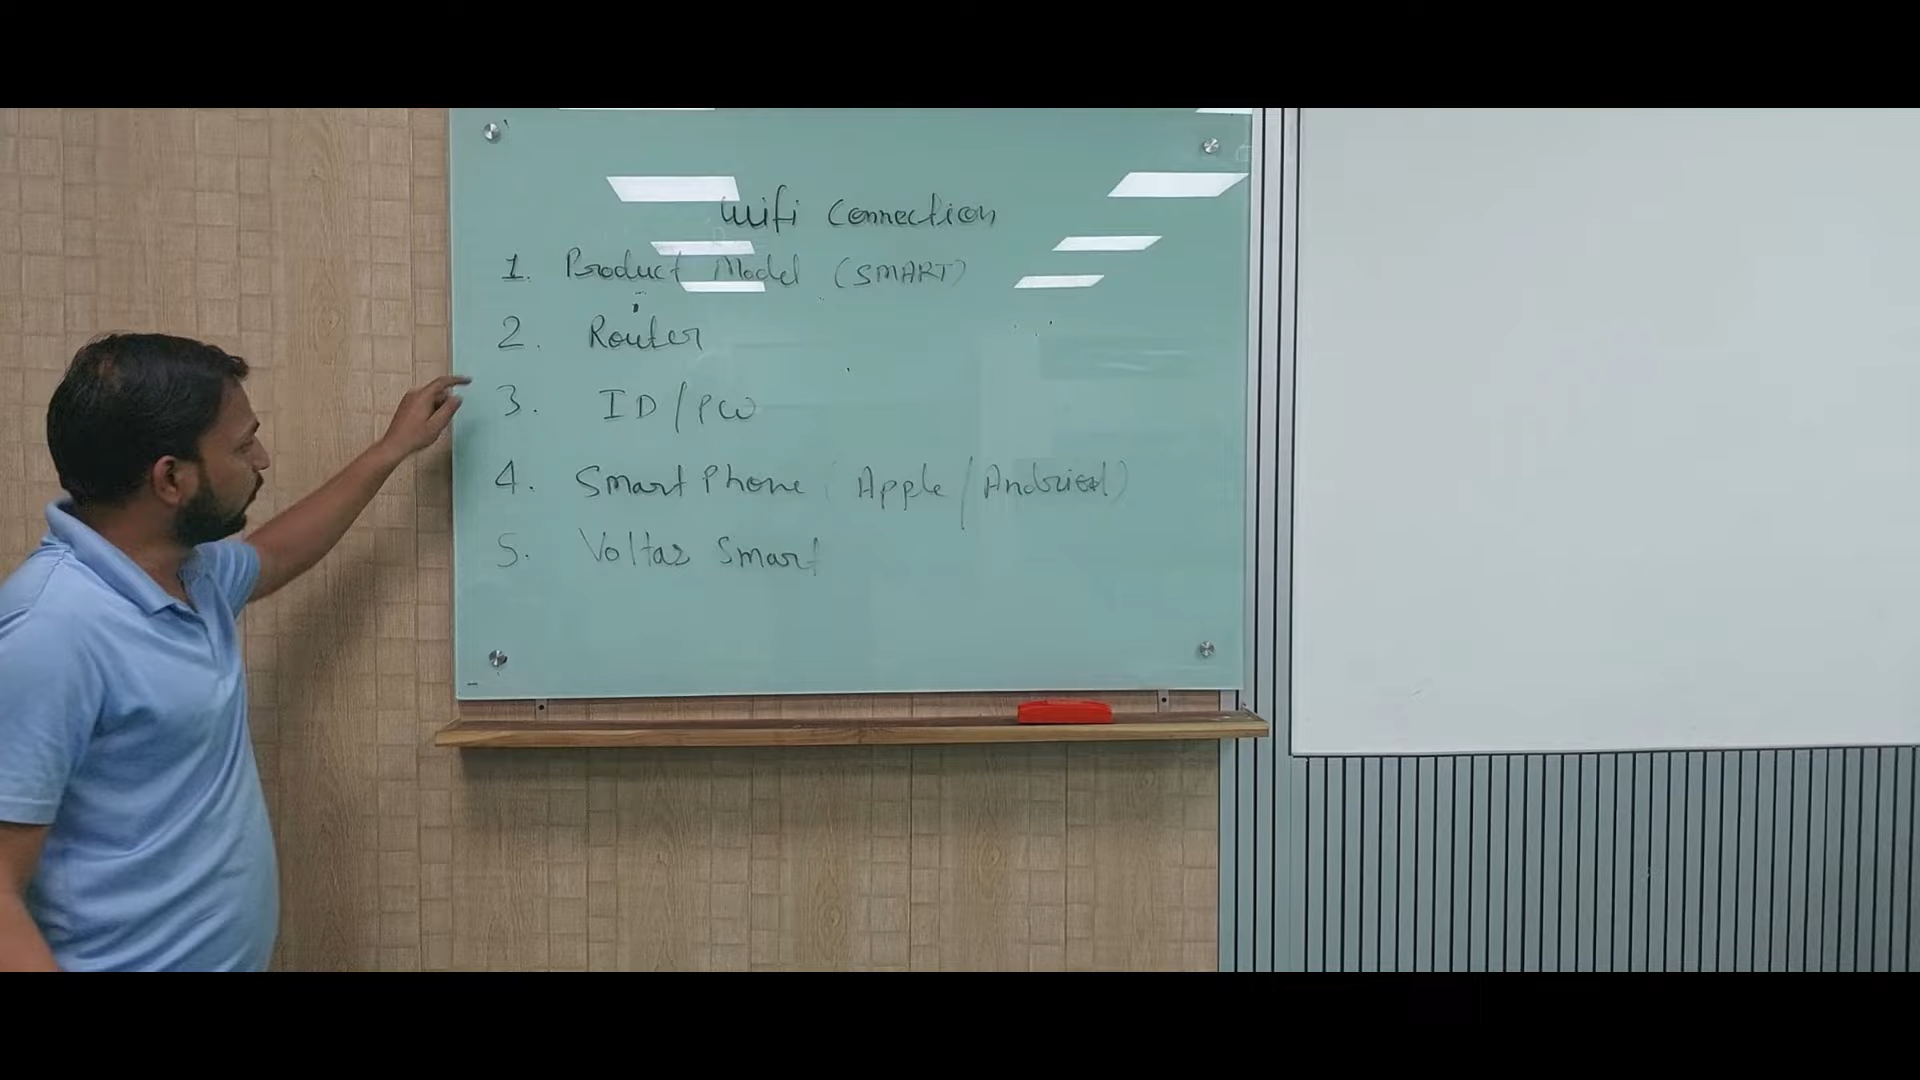 Wifi Connection
1. Product Model (SMART)
2. Router
3. ID/PW
4. Smart Phone (Apple/Andriod)
5. Voltas Smart